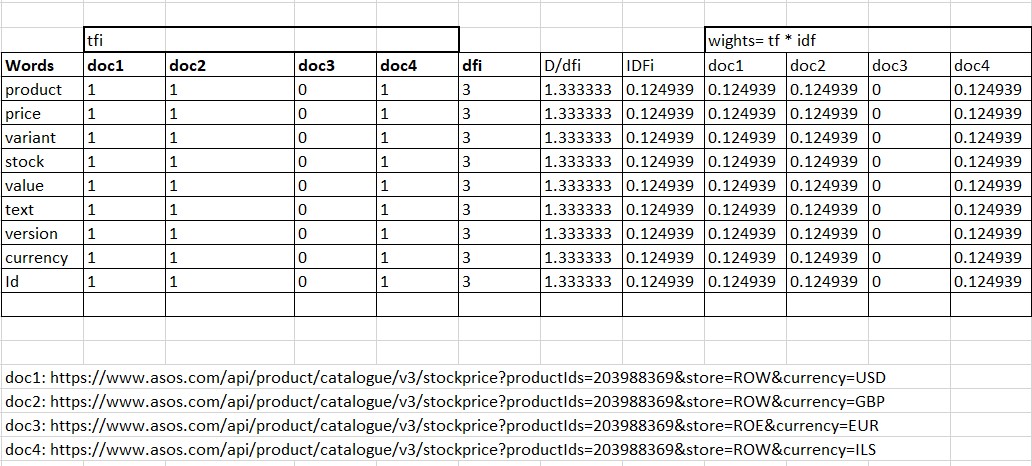 tfi wights= tf * idf
Words doc1 doc2 doc3 doc4 dfi D/dfi IDFi doc1 doc2 doc3 doc4
product 1 1 0 1 3 1.333333 0.124939 0.124939 0.124939 0 0.124939
price 1 1 0 1 3 1.333333 0.124939 0.124939 0.124939 0 0.124939
variant 1 1 0 1 3 1.333333 0.124939 0.124939 0.124939 0 0.124939
stock 1 1 0 1 3 1.333333 0.124939 0.124939 0.124939 0 0.124939
value 1 1 0 1 3 1.333333 0.124939 0.124939 0.124939 0 0.124939
text 1 1 0 1 3 1.333333 0.124939 0.124939 0.124939 0 0.124939
version 1 1 0 1 3 1.333333 0.124939 0.124939 0.124939 0 0.124939
currency 1 1 0 1 3 1.333333 0.124939 0.124939 0.124939 0 0.124939
Id 1 1 0 1 3 1.333333 0.124939 0.124939 0.124939 0 0.124939
doc1: https://www.asos.com/api/product/catalogue/v3/stockprice?productIds=203988369&store=ROW&currency=USD
doc2: https://www.asos.com/api/product/catalogue/v3/stockprice?productIds=203988369&store=ROW&currency=GBP
doc3: https://www.asos.com/api/product/catalogue/v3/stockprice?productIds=203988369&store=ROE&currency=EUR
doc4: https://www.asos.com/api/product/catalogue/v3/stockprice?productIds=203988369&store=ROW&currency=ILS